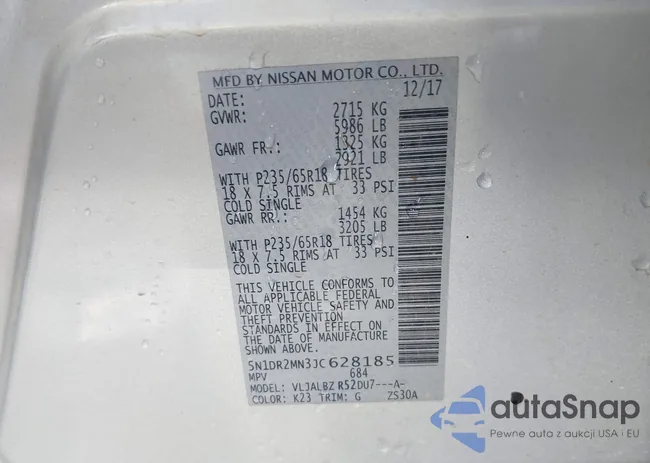 MFD BY NISSAN MOTOR CO., LTD.
DATE: 12/17
GVWR: 2715 KG
5986 LB
GAWR FR.: 1325 KG
2921 LB
WITH P235/65R18 TIRES
18 X 7.5 RIMS AT 33 PSI
COLD SINGLE
GAWR RR.: 1454 KG
3205 LB
WITH P235/65R18 TIRES
18 X 7.5 RIMS AT 33 PSI
COLD SINGLE
THIS VEHICLE CONFORMS TO
ALL APPLICABLE FEDERAL
MOTOR VEHICLE SAFETY AND
THEFT PREVENTION
STANDARDS IN EFFECT ON
THE DATE OF MANUFACTURE
SHOWN ABOVE.
5N1DR2MN3JC628185
MPV 684
MODEL: VLJALBZ R52DU7---A-
COLOR: K23 TRIM: G ZS30A
autaSnap
Pewne auta z aukcji USA i EU